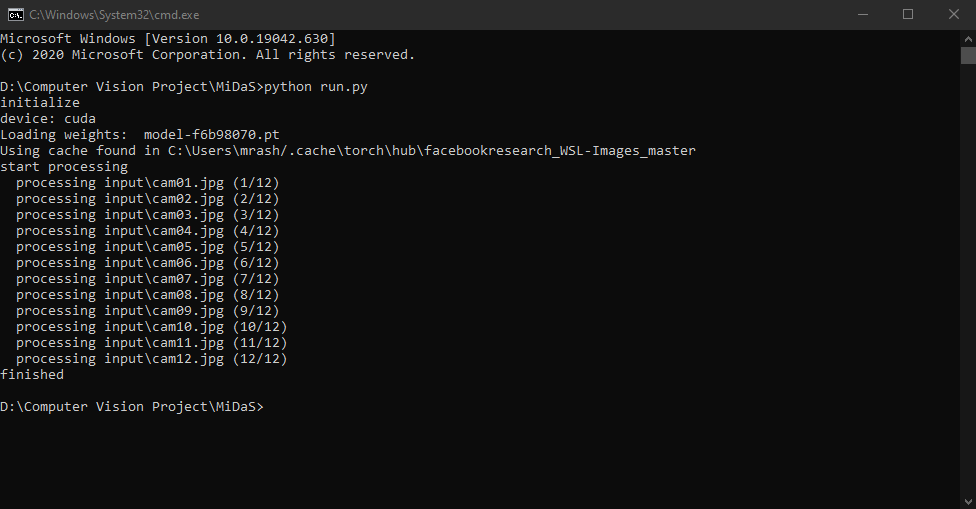 C:\Windows\System32\cmd.exe
Microsoft Windows [Version 10.0.19042.630]
(c) 2020 Microsoft Corporation. All rights reserved.
D:\Computer Vision Project\MiDaS>python run.py
initialize
device: cuda
Loading weights:  model-f6b98070.pt
Using cache found in C:\Users\mrash/.cache\torch\hub\facebookresearch_WSL-Images_master
start processing
  processing input\cam01.jpg (1/12)
  processing input\cam02.jpg (2/12)
  processing input\cam03.jpg (3/12)
  processing input\cam04.jpg (4/12)
  processing input\cam05.jpg (5/12)
  processing input\cam06.jpg (6/12)
  processing input\cam07.jpg (7/12)
  processing input\cam08.jpg (8/12)
  processing input\cam09.jpg (9/12)
  processing input\cam10.jpg (10/12)
  processing input\cam11.jpg (11/12)
  processing input\cam12.jpg (12/12)
finished
D:\Computer Vision Project\MiDaS>